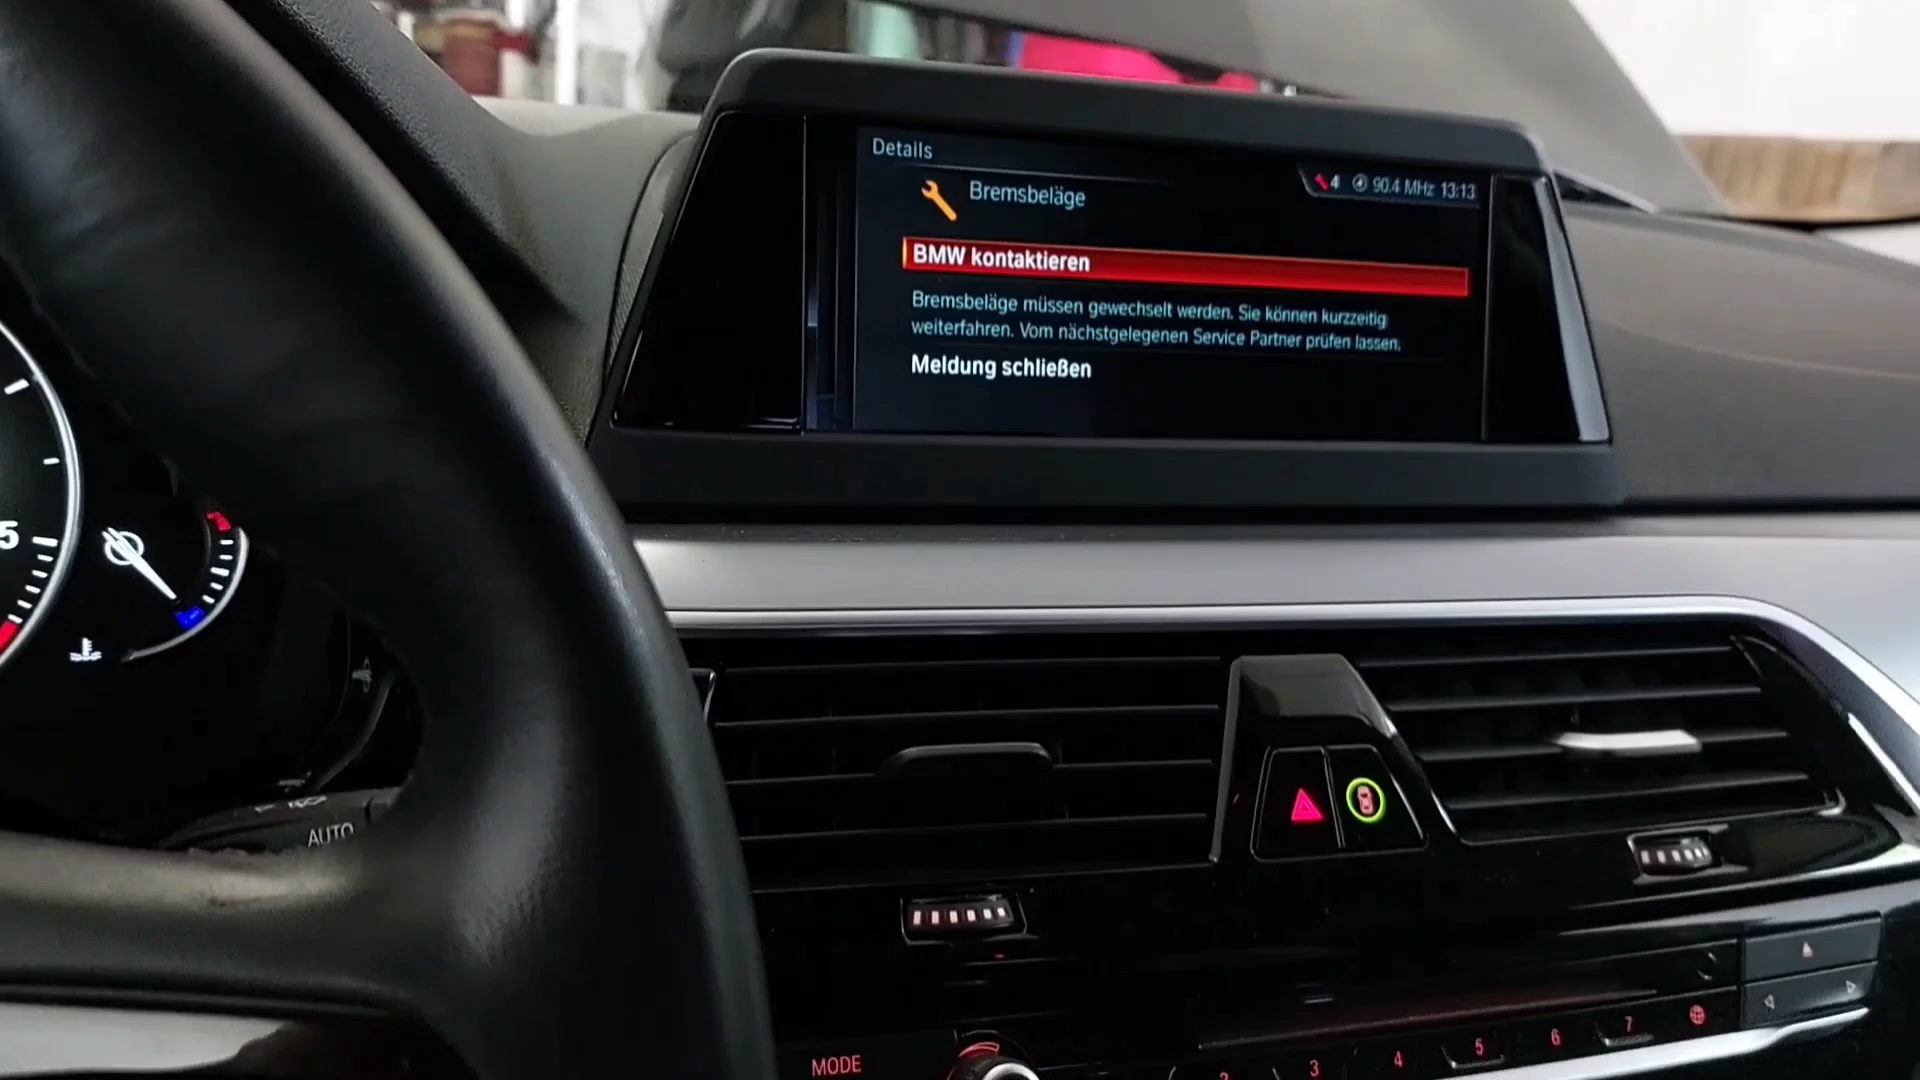 Details
4 90.4 MHz 13:13
Bremsbeläge
BMW kontaktieren
Bremsbeläge müssen gewechselt werden. Sie können kurzzeitig
weiterfahren. Vom nächstgelegenen Service Partner prüfen lassen.
Meldung schließen
5
AUTO
MODE
2 3 4 5 6 7